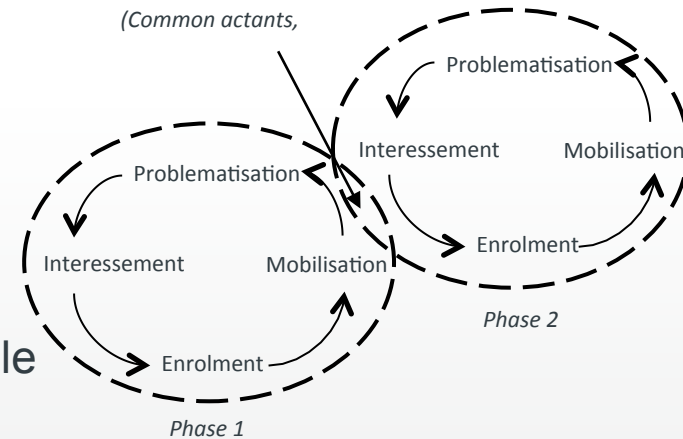 (Common actants,
Problematisation
Interessement
Mobilisation
Enrolment
Phase 2
Problematisation
Interessement
Mobilisation
Enrolment
Phase 1
le